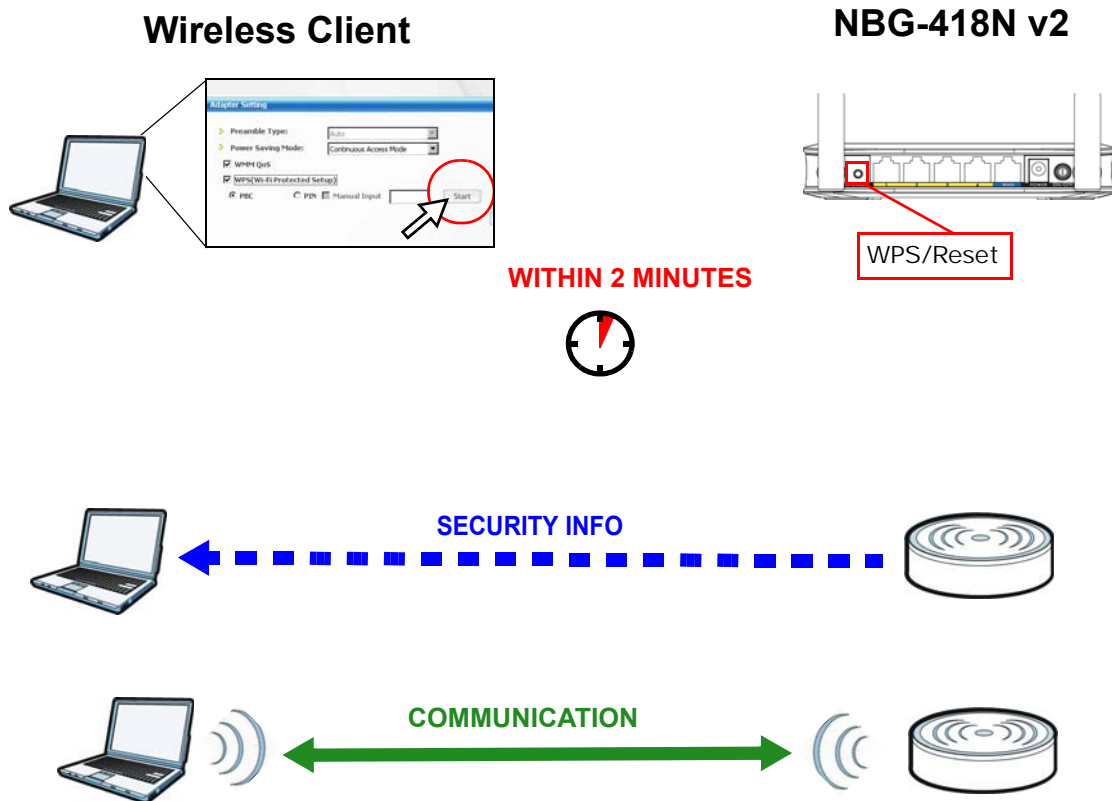 Wireless Client
NBG-418N v2
Adapter Setting
Preamble Type:
Auto
Power Saving Mode:
Continuous Access Mode
WMM QoS
WPS(Wi-Fi Protected Setup)
PBC
PIN
Manual Input
Start
WPS/Reset
WITHIN 2 MINUTES
SECURITY INFO
COMMUNICATION